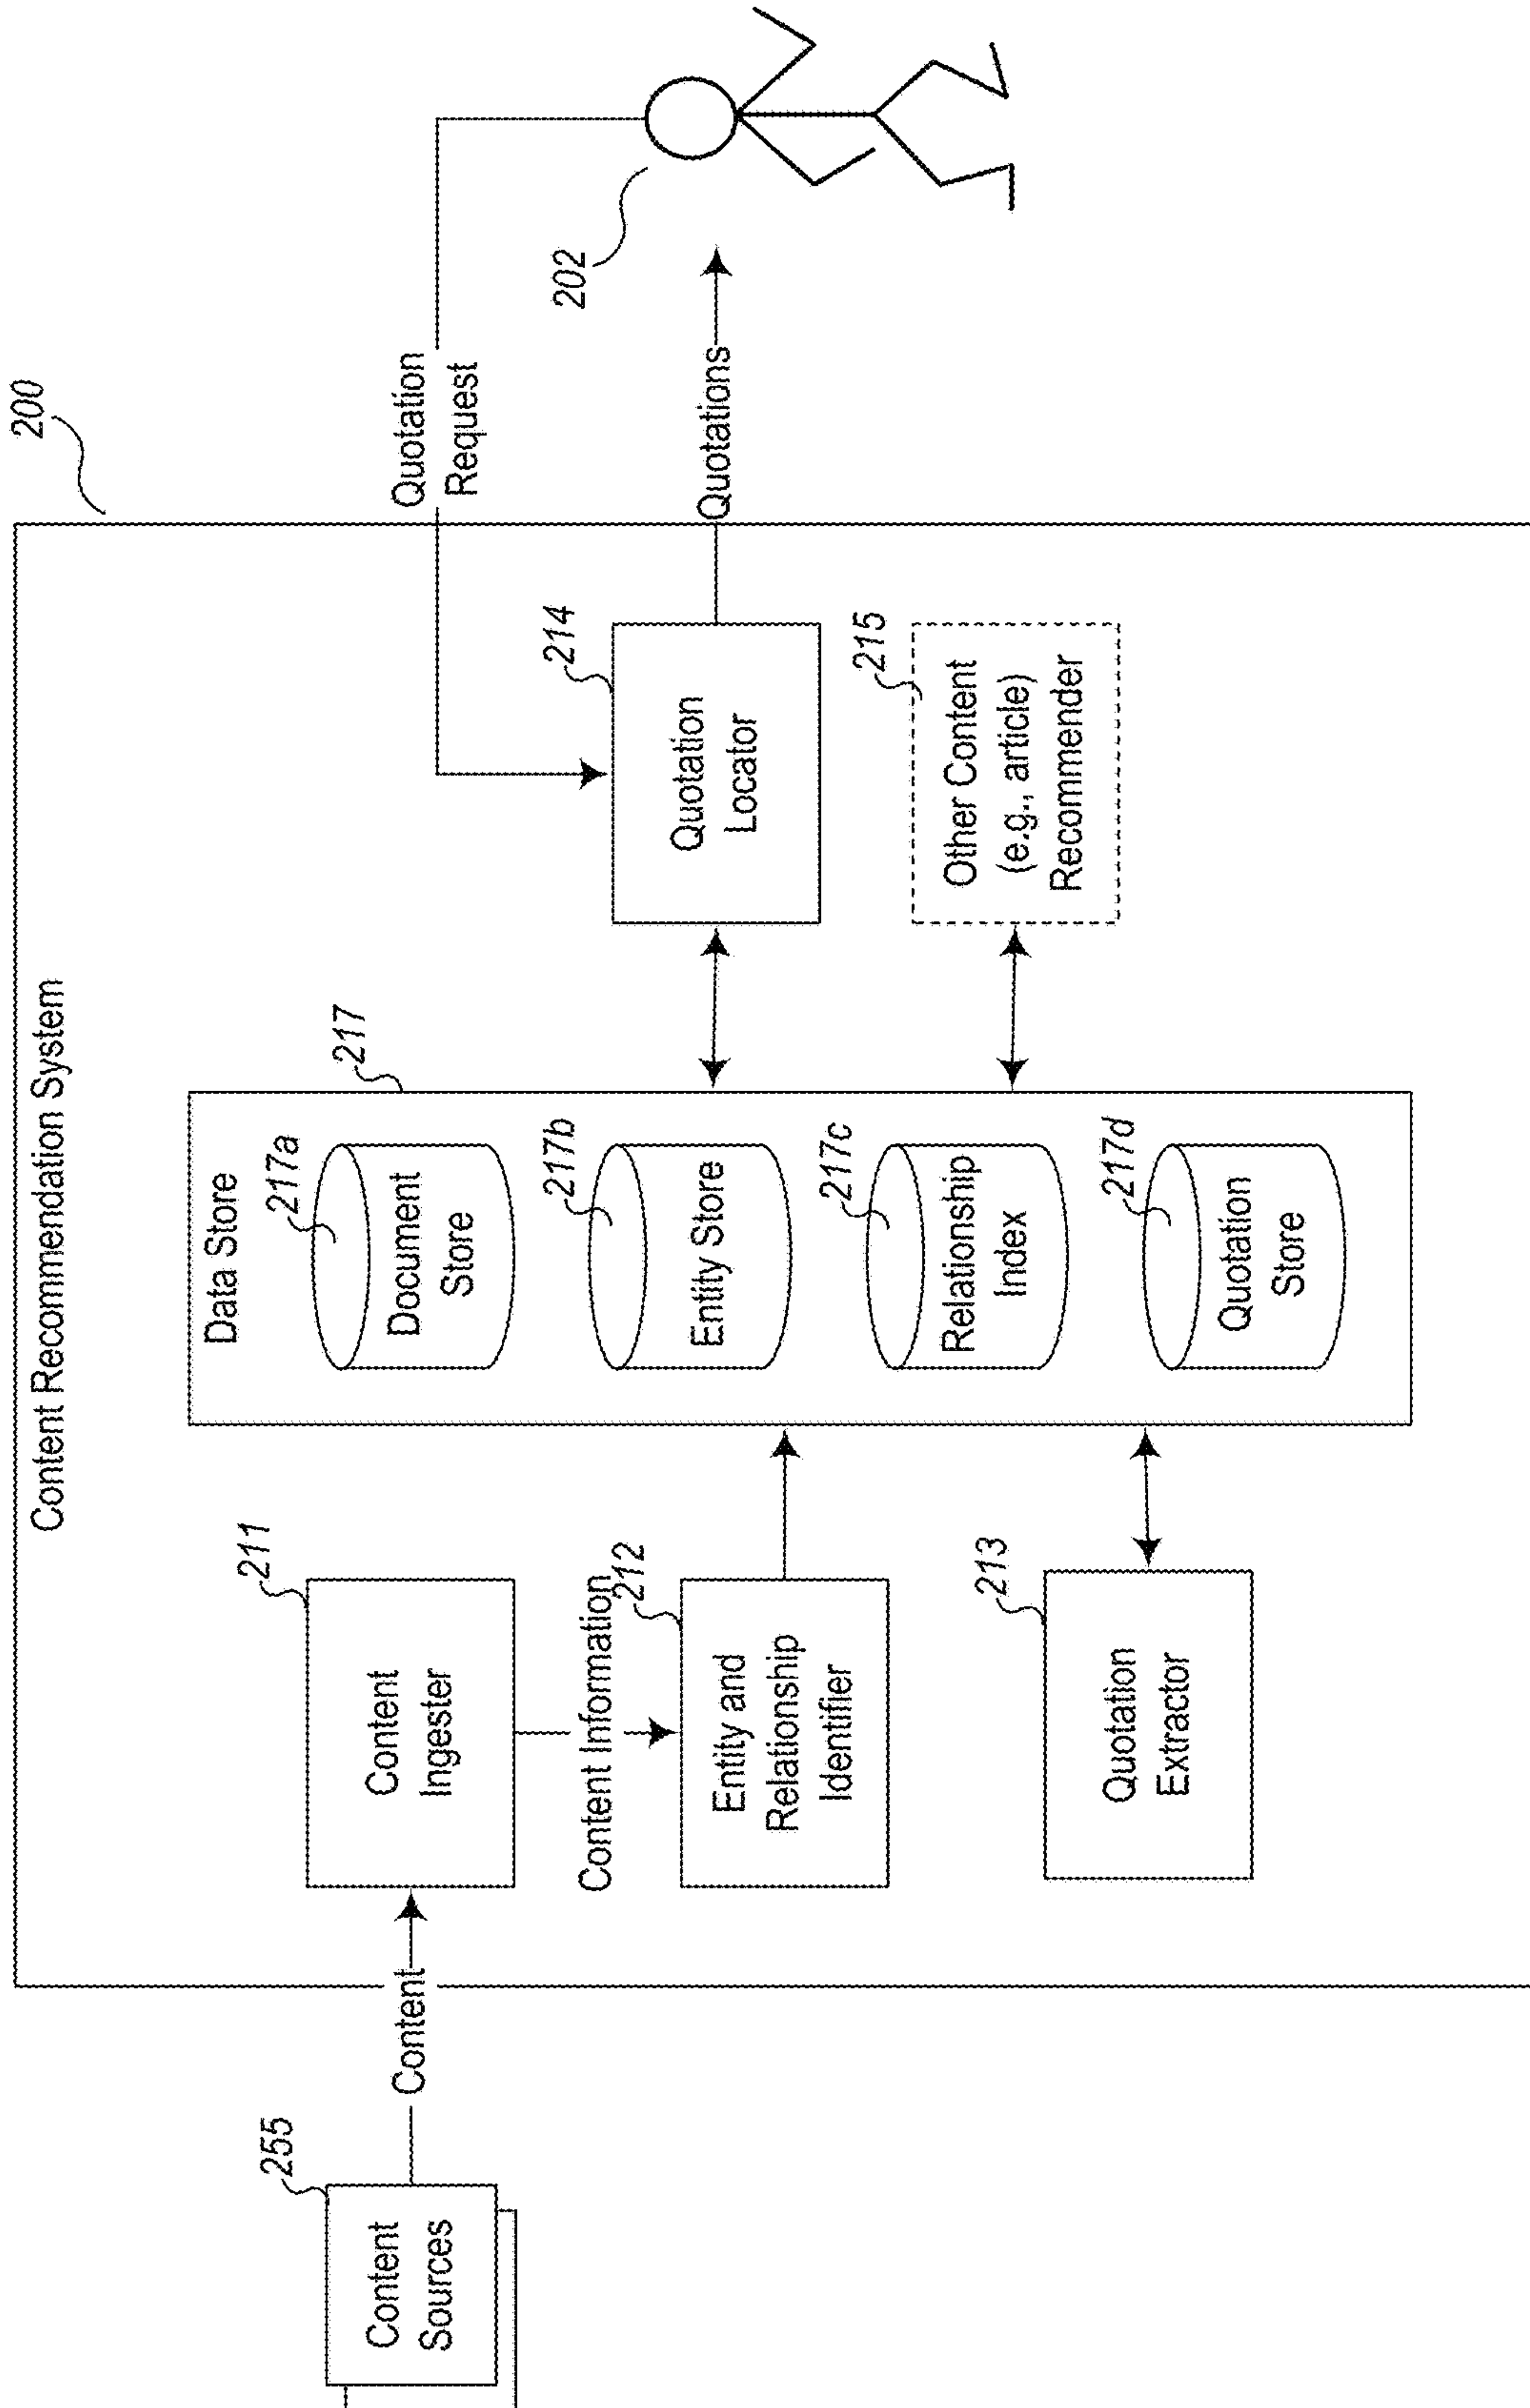 200
Content Recommendation System
255
Content
Sources
Content
211
Content
Ingester
Content Information
212
Entity and
Relationship
Identifier
213
Quotation
Extractor
217
Data Store
217a
Document
Store
217b
Entity Store
217c
Relationship
Index
217d
Quotation
Store
214
Quotation
Locator
215
Other Content
(e.g., article)
Recommender
Quotation
Request
Quotations
202